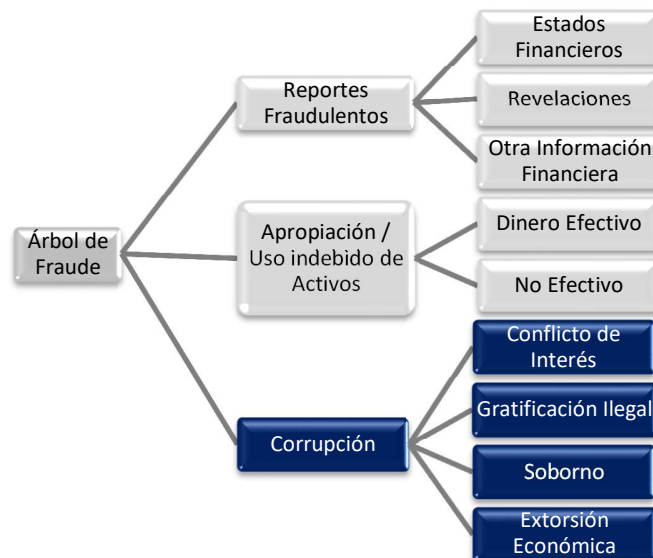 Árbol de
Fraude
Reportes
Fraudulentos
Estados
Financieros
Revelaciones
Otra Información
Financiera
Apropiación /
Uso indebido de
Activos
Dinero Efectivo
No Efectivo
Corrupción
Conflicto de
Interés
Gratificación Ilegal
Soborno
Extorsión
Económica